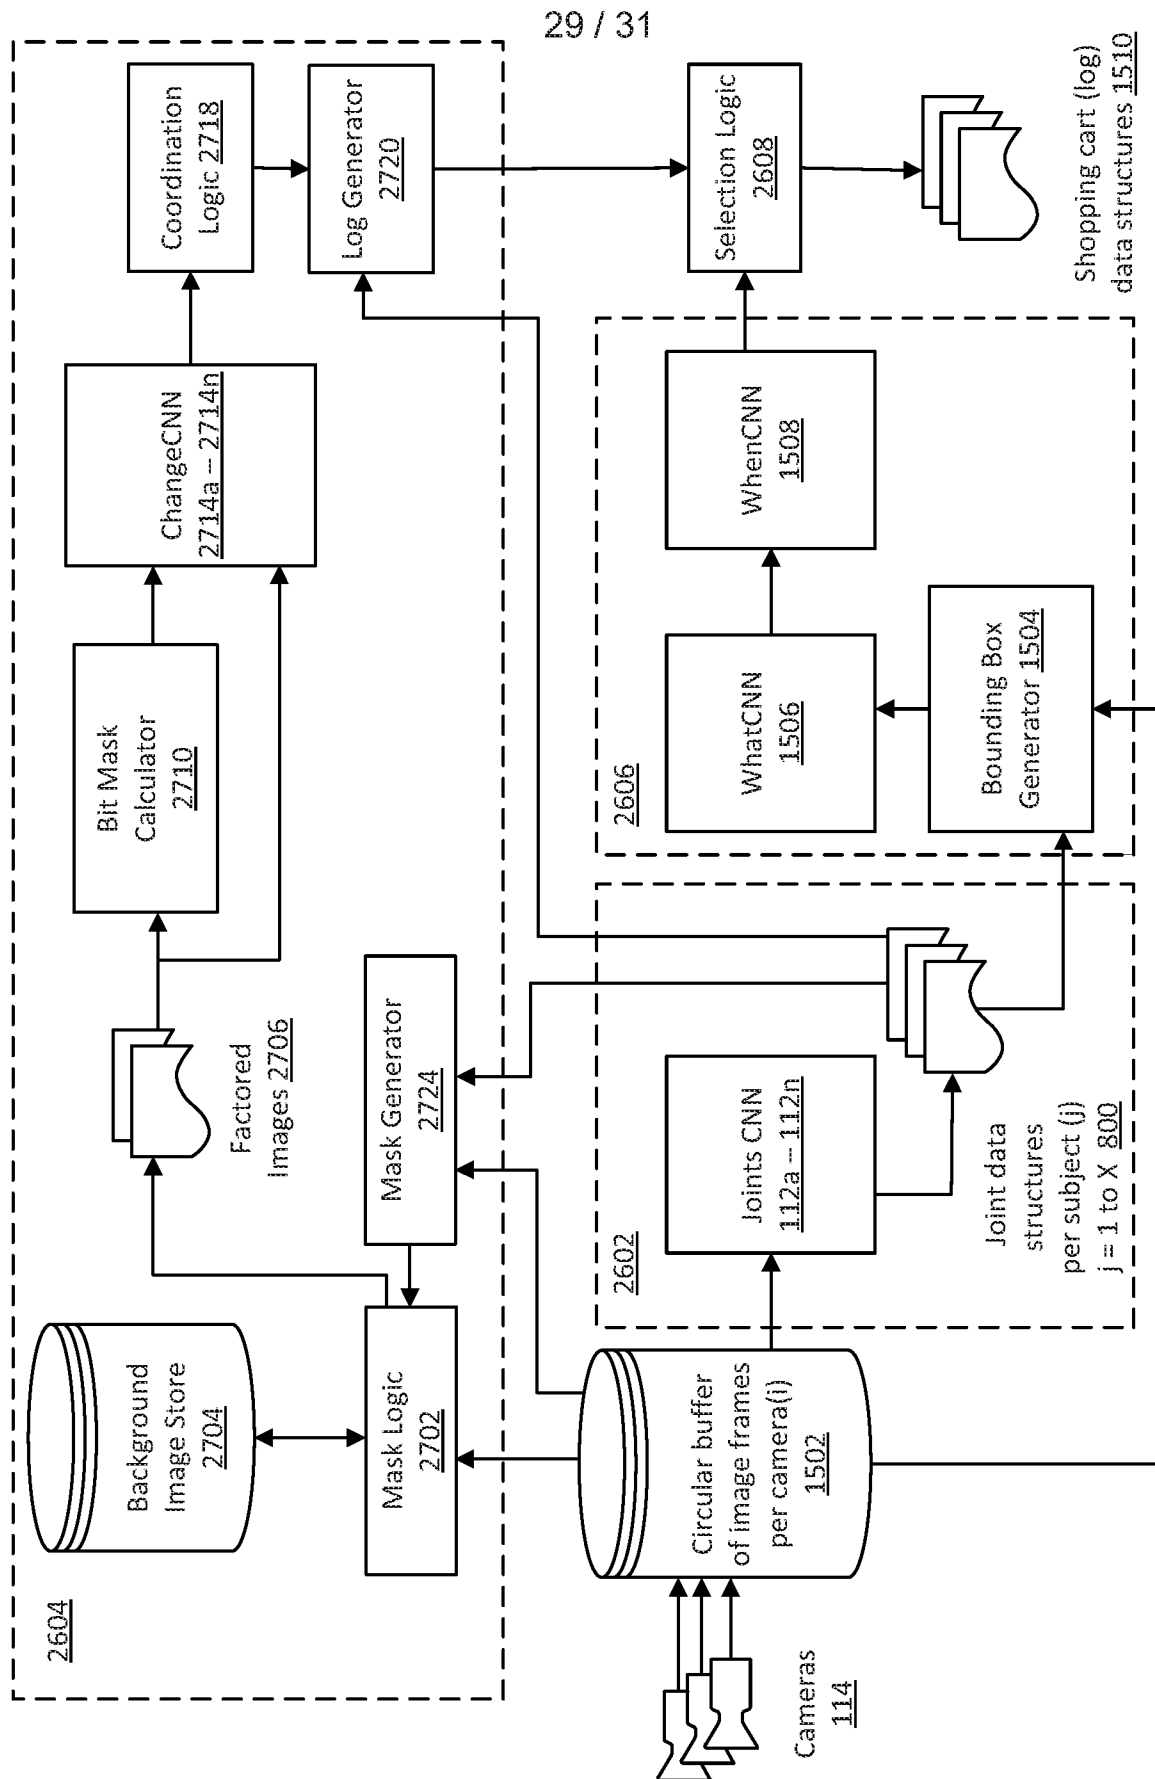 29 / 31
2604
Background
Image Store
2704
Mask Logic
2702
Factored
Images 2706
Mask Generator
2724
Bit Mask
Calculator
2710
ChangeCNN
2714a – 2714n
Coordination
Logic 2718
Log Generator
2720
Cameras
114
Circular buffer
of image frames
per camera(i)
1502
2602
Joints CNN
112a – 112n
Joint data
structures
per subject (j)
j = 1 to X 800
2606
WhatCNN
1506
WhenCNN
1508
Bounding Box
Generator 1504
Selection Logic
2608
Shopping cart (log)
data structures 1510